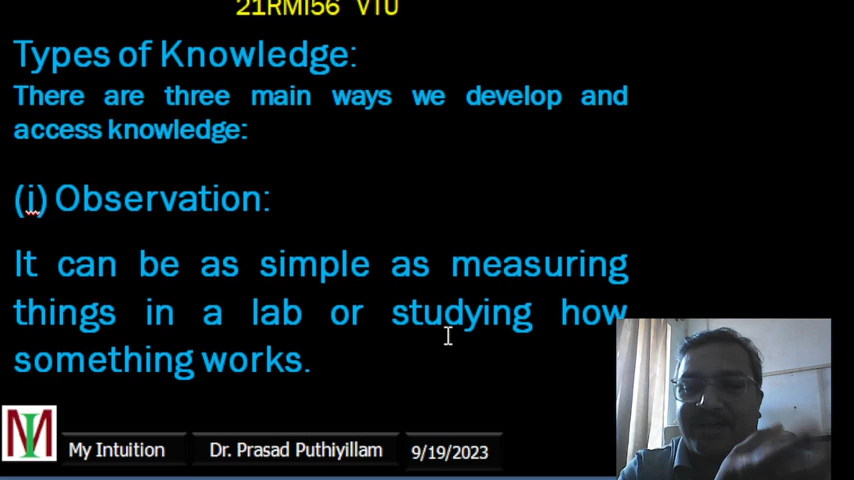 21RMI56 VTU
Types of Knowledge:
There are three main ways we develop and
access knowledge:
(i) Observation:
It can be as simple as measuring
things in a lab or studying how
something works.
MI
My Intuition
Dr. Prasad Puthiyillam
9/19/2023